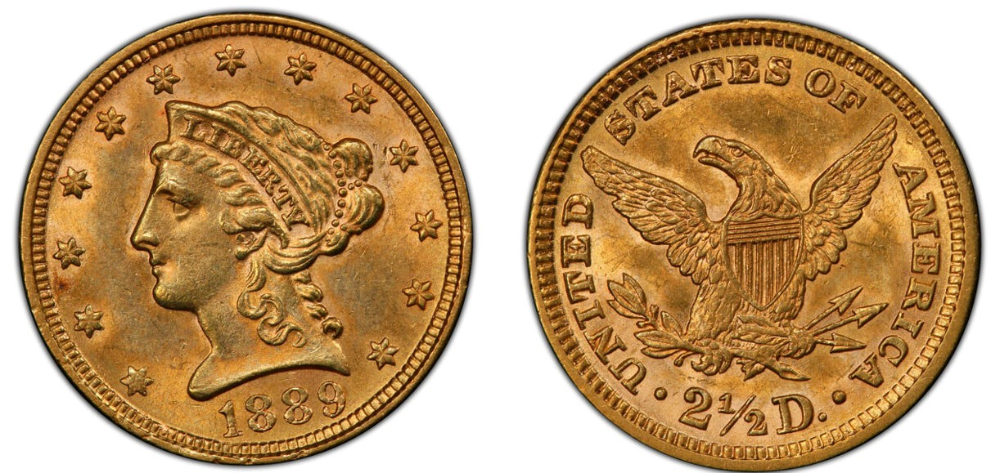 LIBERTY
1889
UNITED STATES OF AMERICA
· 2½ D. ·